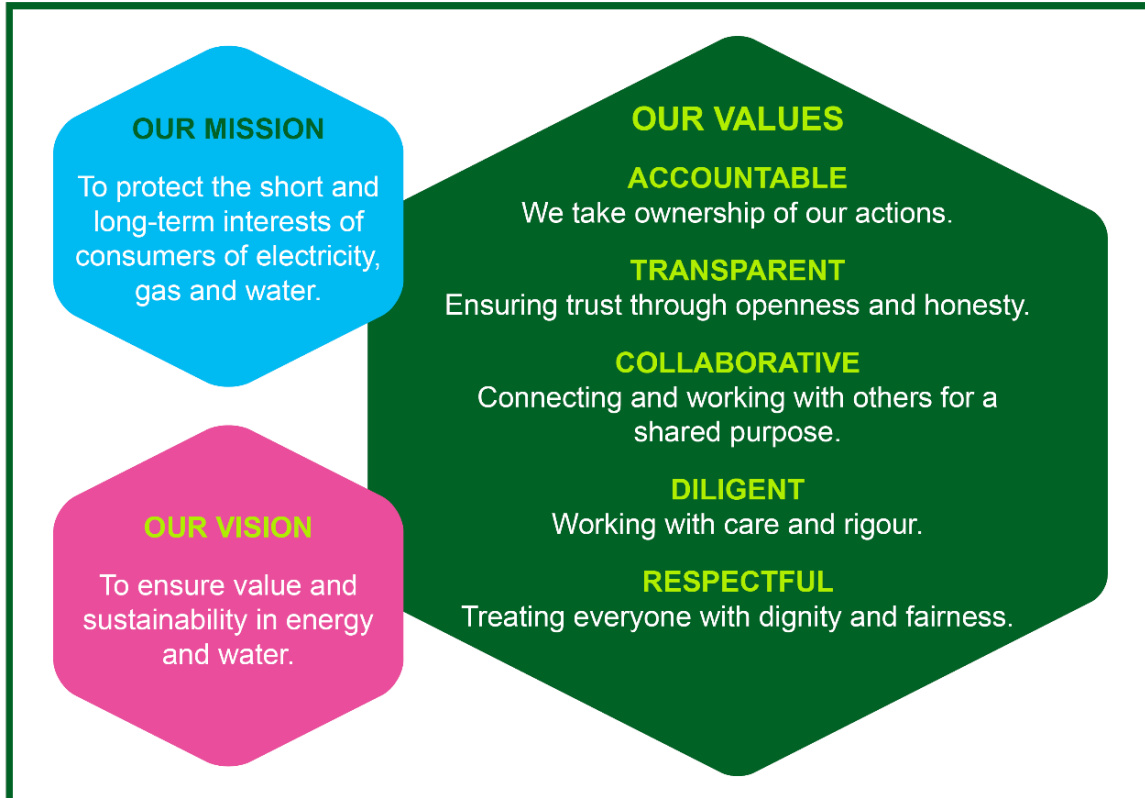 OUR MISSION
To protect the short and
long-term interests of
consumers of electricity,
gas and water.
OUR VISION
To ensure value and
sustainability in energy
and water.
OUR VALUES
ACCOUNTABLE
We take ownership of our actions.
TRANSPARENT
Ensuring trust through openness and honesty.
COLLABORATIVE
Connecting and working with others for a
shared purpose.
DILIGENT
Working with care and rigour.
RESPECTFUL
Treating everyone with dignity and fairness.